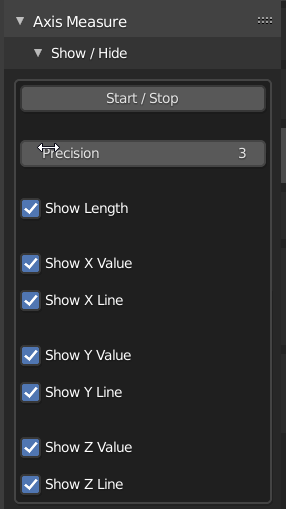 Axis Measure
Show / Hide
Start / Stop
Precision 3
Show Length
Show X Value
Show X Line
Show Y Value
Show Y Line
Show Z Value
Show Z Line